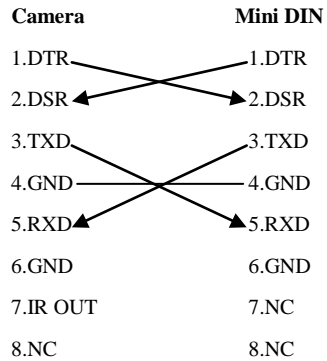 Camera Mini DIN
1.DTR 1.DTR
2.DSR 2.DSR
3.TXD 3.TXD
4.GND 4.GND
5.RXD 5.RXD
6.GND 6.GND
7.IR OUT 7.NC
8.NC 8.NC